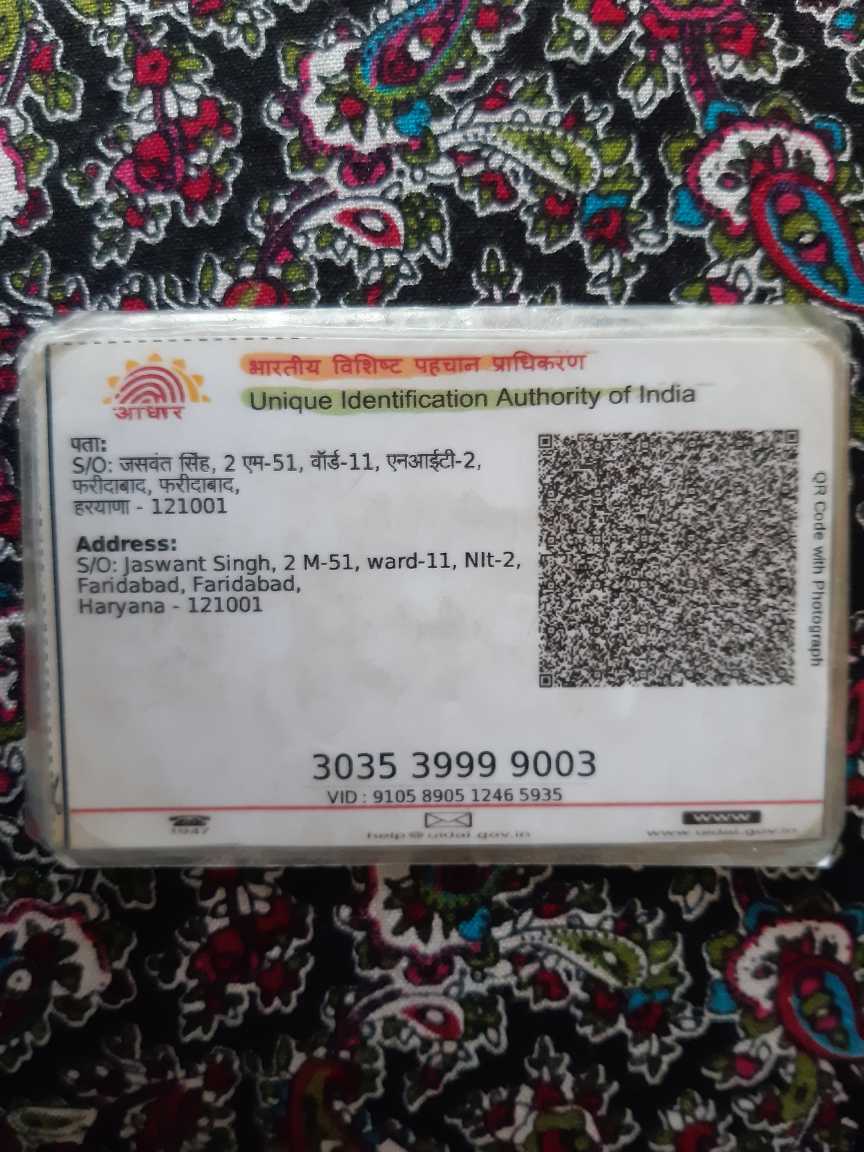 भारतीय विशिष्ट पहचान प्राधिकरण
Unique Identification Authority of India
आधार
पता:
S/O: जसवंत सिंह, 2 एम-51, वॉर्ड-11, एनआईटी-2,
फरीदाबाद, फरीदाबाद,
हरयाणा - 121001
Address:
S/O: Jaswant Singh, 2 M-51, ward-11, NIt-2,
Faridabad, Faridabad,
Haryana - 121001
QR Code with Photograph
3035 3999 9003
VID : 9105 8905 1246 5935
1947
help@uidai.gov.in
www
www.uidai.gov.in